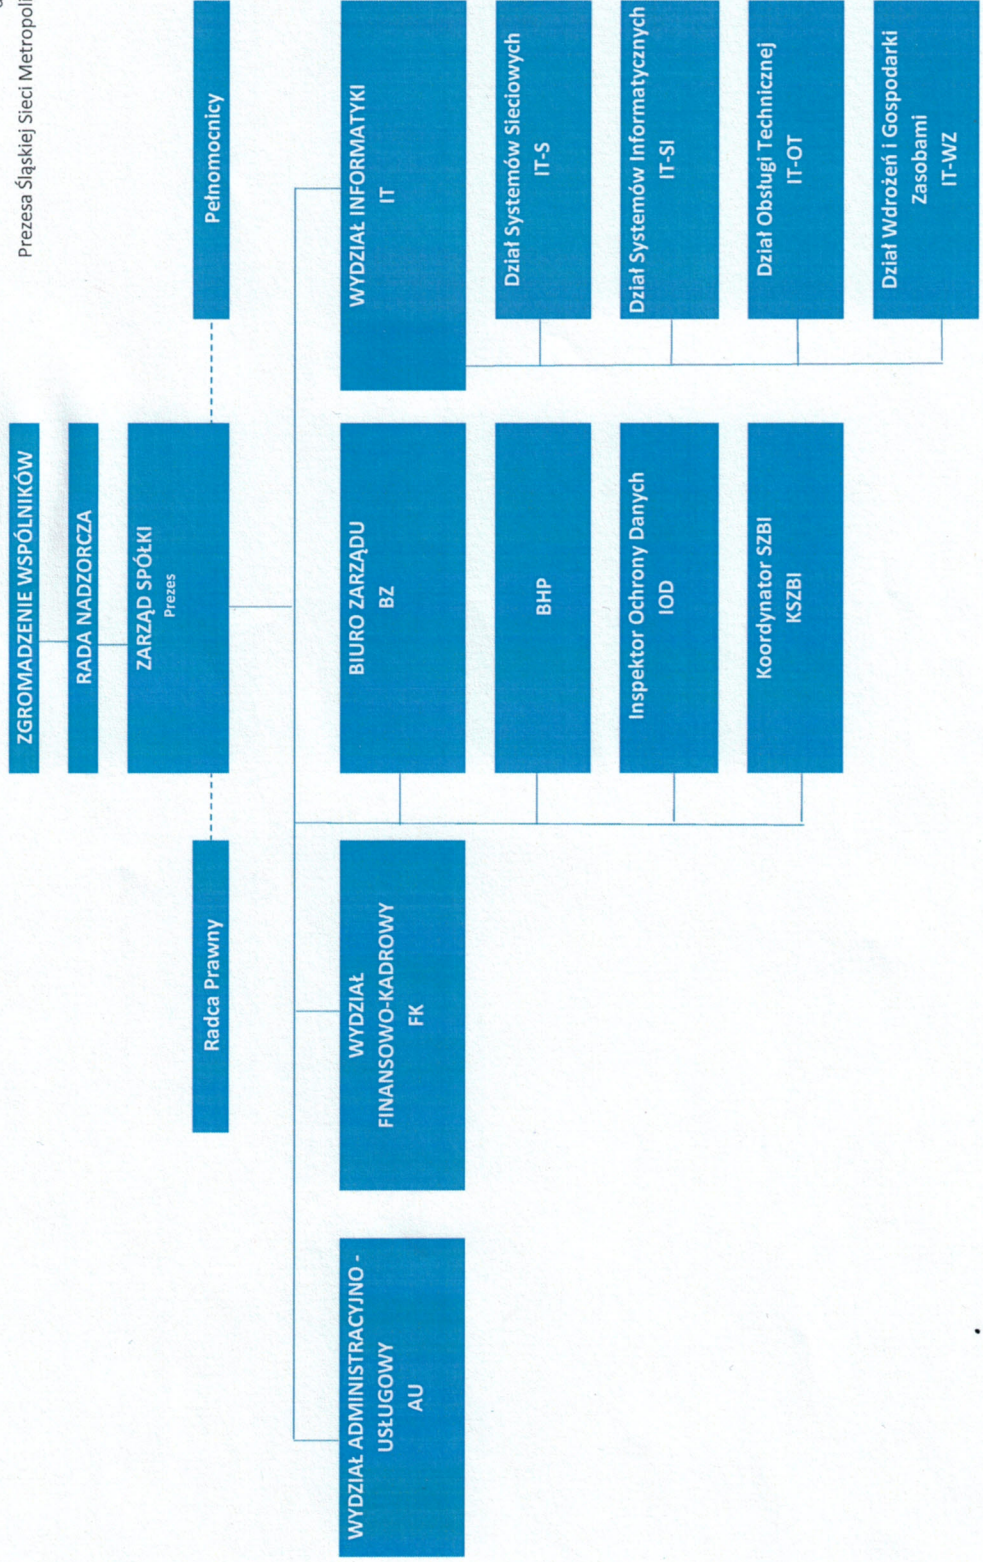 Prezesa Śląskiej Sieci
ZGROMADZENIE WSPÓLNIKÓW
RADA NADZORCZA
ZARZĄD SPÓŁKI
Prezes
Radca Prawny
Pełnomocnicy
WYDZIAŁ ADMINISTRACYJNO -
USŁUGOWY
AU
WYDZIAŁ
FINANSOWO-KADROWY
FK
BIURO ZARZĄDU
BZ
BHP
Inspektor Ochrony Danych
IOD
Koordynator SZBI
KSZBI
WYDZIAŁ INFORMATYKI
IT
Dział Systemów Sieciowych
IT-S
Dział Systemów Informatycznych
IT-SI
Dział Obsługi Technicznej
IT-OT
Dział Wdrożeń i Gospodarki
Zasobami
IT-WZ